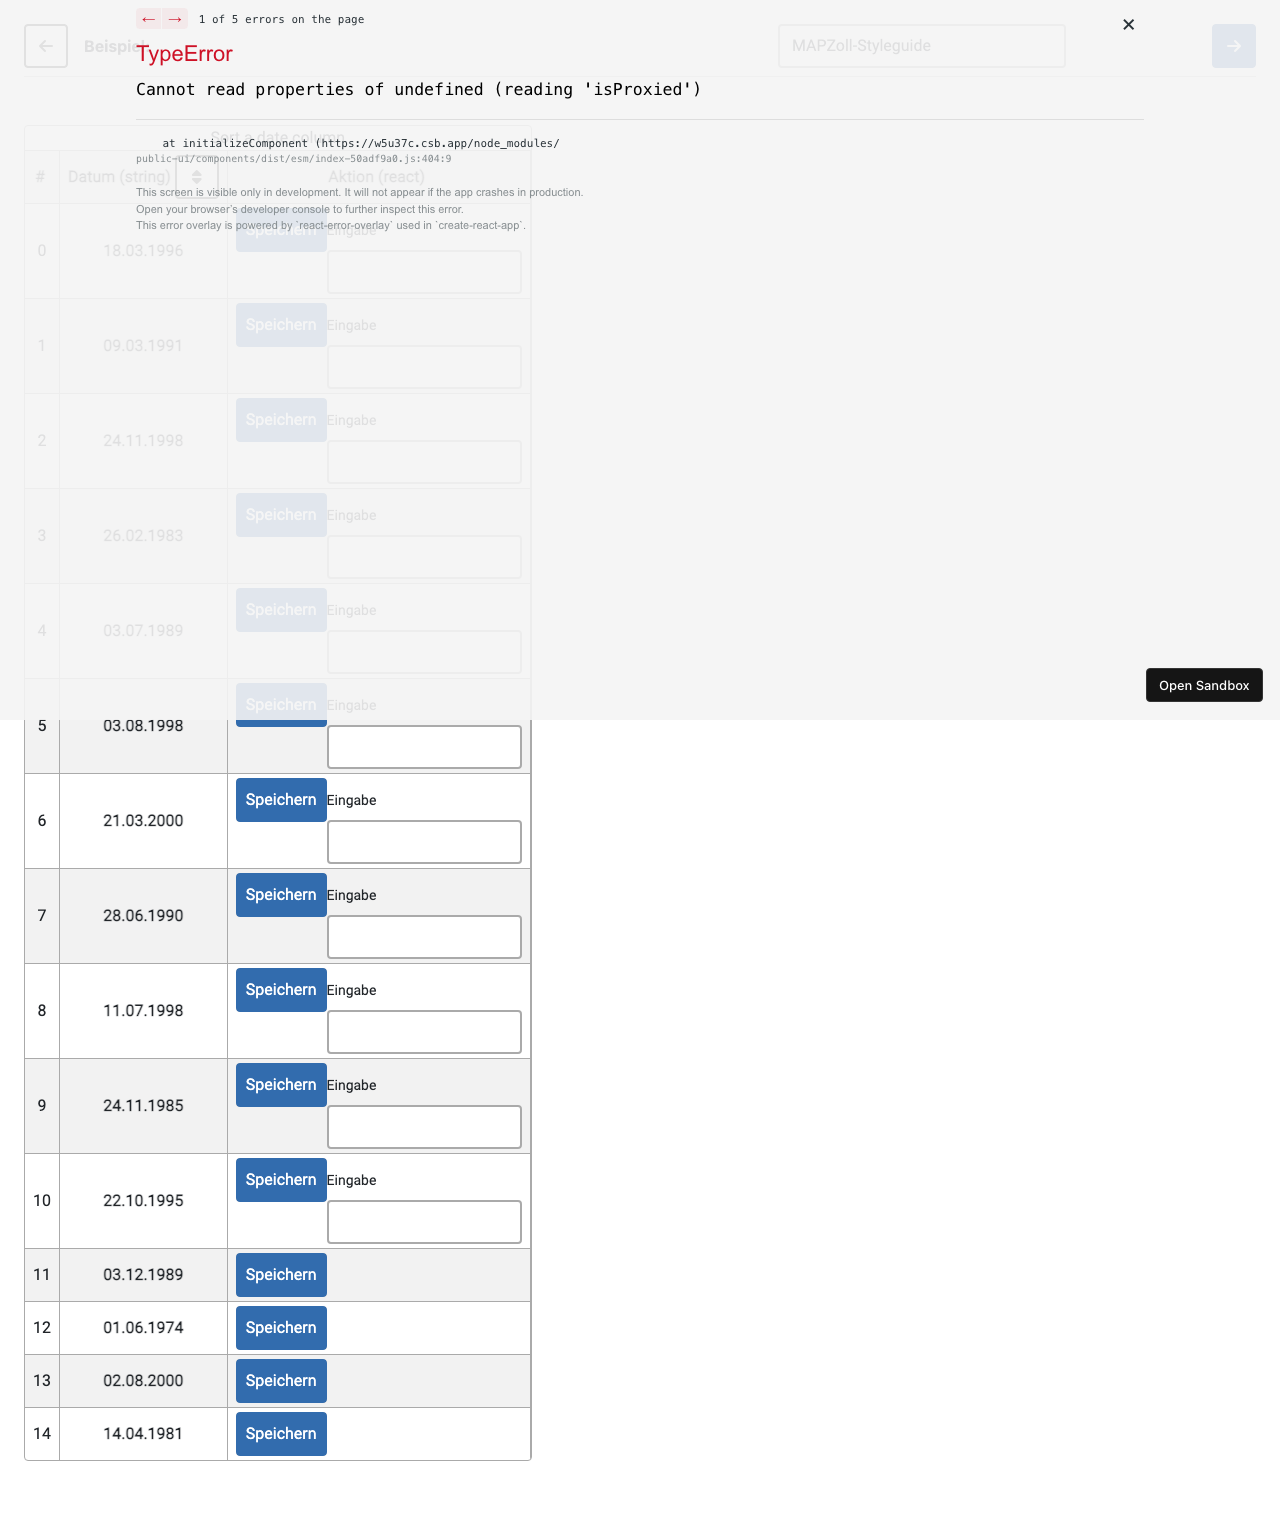 ← → 1 of 5 errors on the page
Beispiel
MAPZoll-Styleguide
TypeError
Cannot read properties of undefined (reading 'isProxied')
Sort a date column
at initializeComponent (https://w5u37c.csb.app/node_modules/
public-ui/components/dist/esm/index-50adf9a0.js:404:9
# Datum (string) Aktion (react)
This screen is visible only in development. It will not appear if the app crashes in production.
Open your browser's developer console to further inspect this error.
This error overlay is powered by `react-error-overlay` used in `create-react-app`.
0 18.03.1996 Speichern Eingabe
1 09.03.1991 Speichern Eingabe
2 24.11.1998 Speichern Eingabe
3 26.02.1983 Speichern Eingabe
4 03.07.1989 Speichern Eingabe
Open Sandbox
5 03.08.1998 Speichern Eingabe
6 21.03.2000 Speichern Eingabe
7 28.06.1990 Speichern Eingabe
8 11.07.1998 Speichern Eingabe
9 24.11.1985 Speichern Eingabe
10 22.10.1995 Speichern Eingabe
11 03.12.1989 Speichern
12 01.06.1974 Speichern
13 02.08.2000 Speichern
14 14.04.1981 Speichern